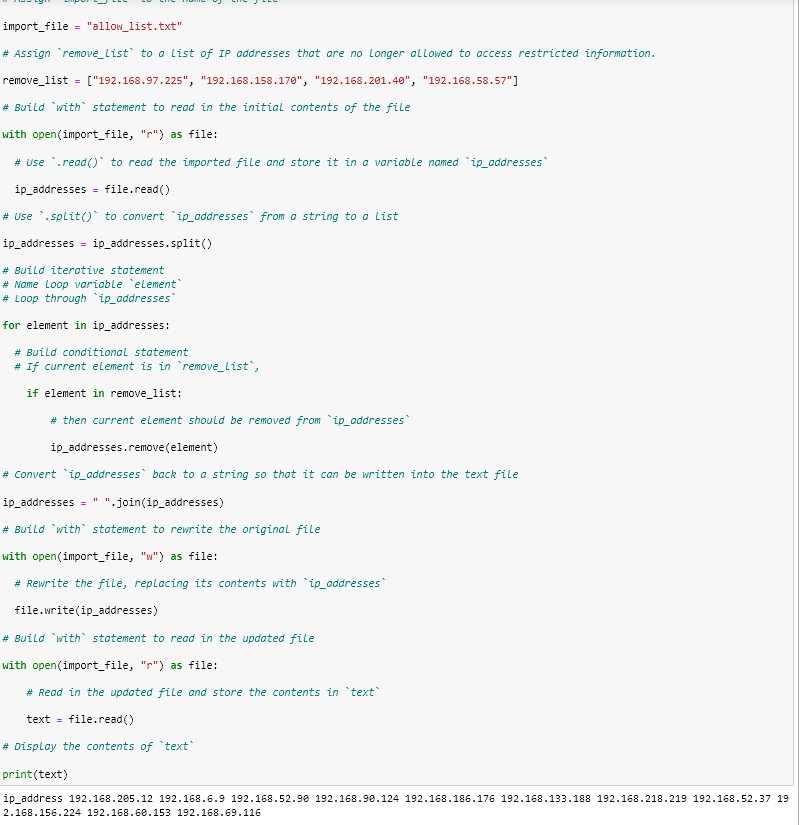 # Assign `import_file` to the name of the file
import_file = "allow_list.txt"
# Assign `remove_list` to a list of IP addresses that are no longer allowed to access restricted information.
remove_list = ["192.168.97.225", "192.168.158.170", "192.168.201.40", "192.168.58.57"]
# Build `with` statement to read in the initial contents of the file
with open(import_file, "r") as file:
  # Use `.read()` to read the imported file and store it in a variable named `ip_addresses`
  ip_addresses = file.read()
# Use `.split()` to convert `ip_addresses` from a string to a list
ip_addresses = ip_addresses.split()
# Build iterative statement
# Name loop variable `element`
# Loop through `ip_addresses`
for element in ip_addresses:
  # Build conditional statement
  # If current element is in `remove_list`,
    if element in remove_list:
        # then current element should be removed from `ip_addresses`
        ip_addresses.remove(element)
# Convert `ip_addresses` back to a string so that it can be written into the text file
ip_addresses = " ".join(ip_addresses)
# Build `with` statement to rewrite the original file
with open(import_file, "w") as file:
  # Rewrite the file, replacing its contents with `ip_addresses`
  file.write(ip_addresses)
# Build `with` statement to read in the updated file
with open(import_file, "r") as file:
    # Read in the updated file and store the contents in `text`
    text = file.read()
# Display the contents of `text`
print(text)
ip_address 192.168.205.12 192.168.6.9 192.168.52.90 192.168.90.124 192.168.186.176 192.168.133.188 192.168.218.219 192.168.52.37 19
2.168.156.224 192.168.60.153 192.168.69.116